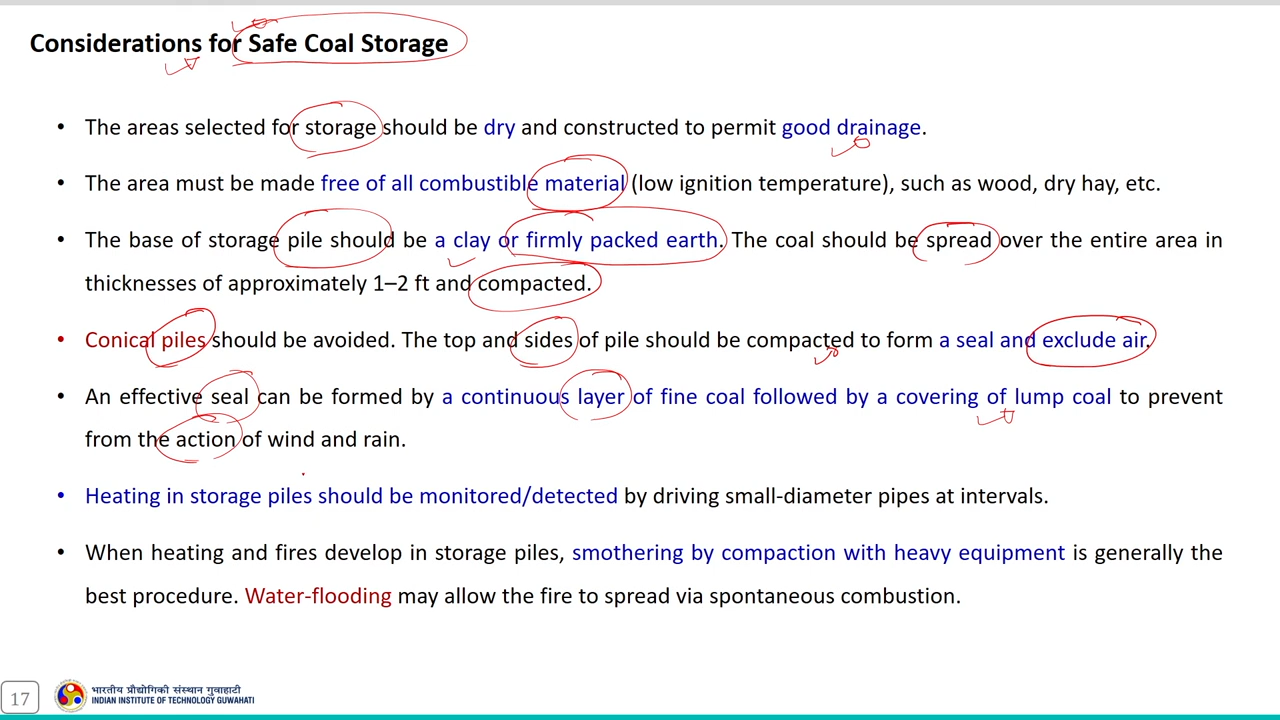 Considerations for Safe Coal Storage
• The areas selected for storage should be dry and constructed to permit good drainage.
• The area must be made free of all combustible material (low ignition temperature), such as wood, dry hay, etc.
• The base of storage pile should be a clay or firmly packed earth. The coal should be spread over the entire area in
thicknesses of approximately 1–2 ft and compacted.
• Conical piles should be avoided. The top and sides of pile should be compacted to form a seal and exclude air.
• An effective seal can be formed by a continuous layer of fine coal followed by a covering of lump coal to prevent
from the action of wind and rain.
• Heating in storage piles should be monitored/detected by driving small-diameter pipes at intervals.
• When heating and fires develop in storage piles, smothering by compaction with heavy equipment is generally the
best procedure. Water-flooding may allow the fire to spread via spontaneous combustion.
17
भारतीय प्रौद्योगिकी संस्थान गुवाहाटी
INDIAN INSTITUTE OF TECHNOLOGY GUWAHATI